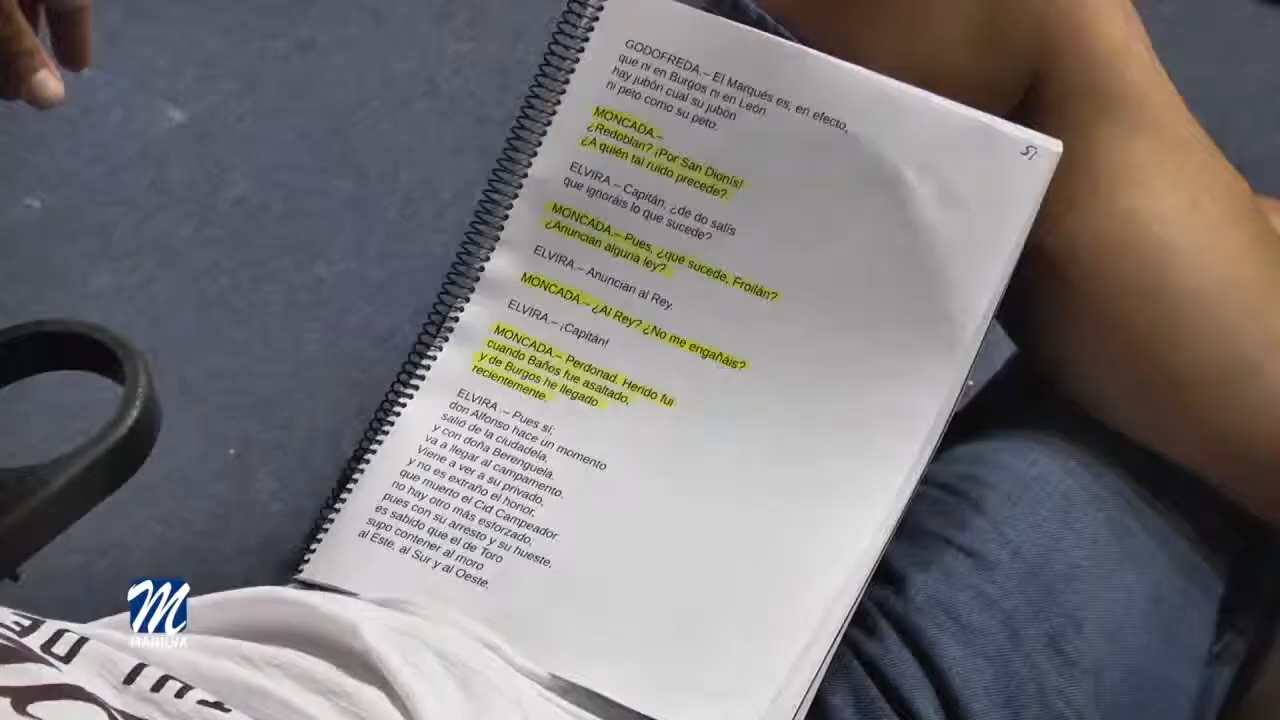 GODOFREDA.– El Marqués es, en efecto,
que ni en Burgos ni en León
hay jubón cual su jubón
ni peto como su peto.
51
MONCADA.–
¿Redoblan? ¡Por San Dionís!
¿A quién tal ruido precede?
ELVIRA.– Capitán, ¿de do salís
que ignoráis lo que sucede?
MONCADA.– Pues, ¿qué sucede, Froilán?
¿Anuncian alguna ley?
ELVIRA.– Anuncian al Rey.
MONCADA.– ¿Al Rey? ¿No me engañáis?
ELVIRA.– ¡Capitán!
MONCADA.– Perdonad. Herido fui
cuando Baños fue asaltado,
y de Burgos he llegado
recientemente.
ELVIRA .– Pues sí;
don Alfonso hace un momento
salió de la ciudadela,
y con doña Berenguela.
va a llegar al campamento.
Viene a ver a su privado,
y no es extraño el honor,
que muerto el Cid Campeador
no hay otro más esforzado,
pues con su arresto y su hueste,
es sabido que el de Toro
supo contener al moro
al Este, al Sur y al Oeste.
M
MANILVA